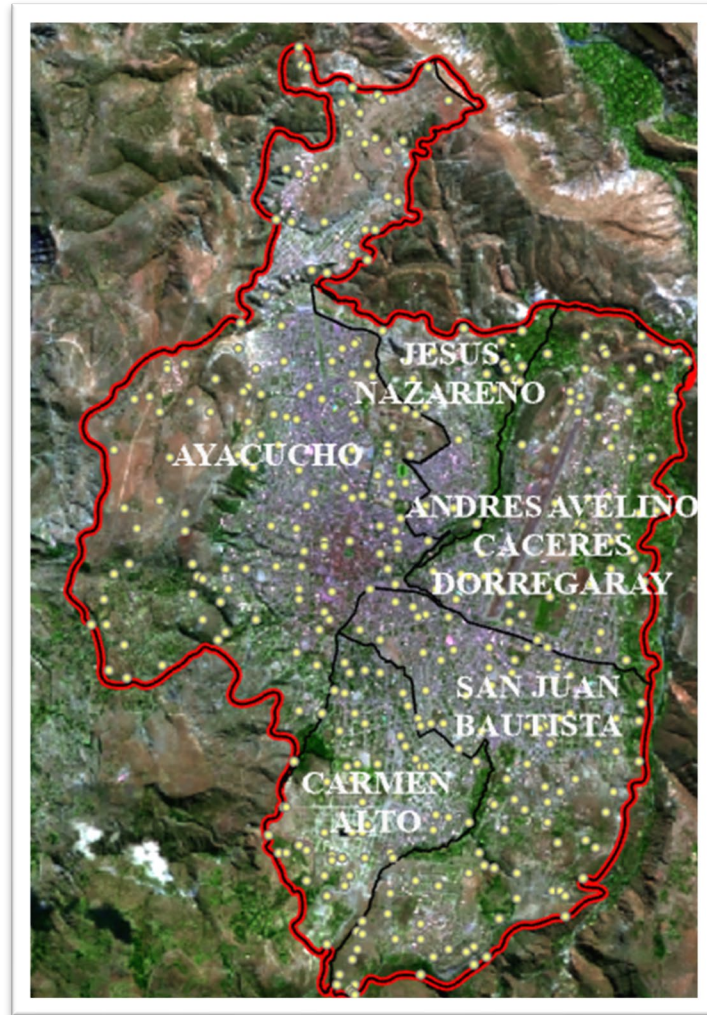 JESUS
NAZARENO
AYACUCHO
ANDRES AVELINO
CACERES
DORREGARAY
SAN JUAN
BAUTISTA
CARMEN
ALTO